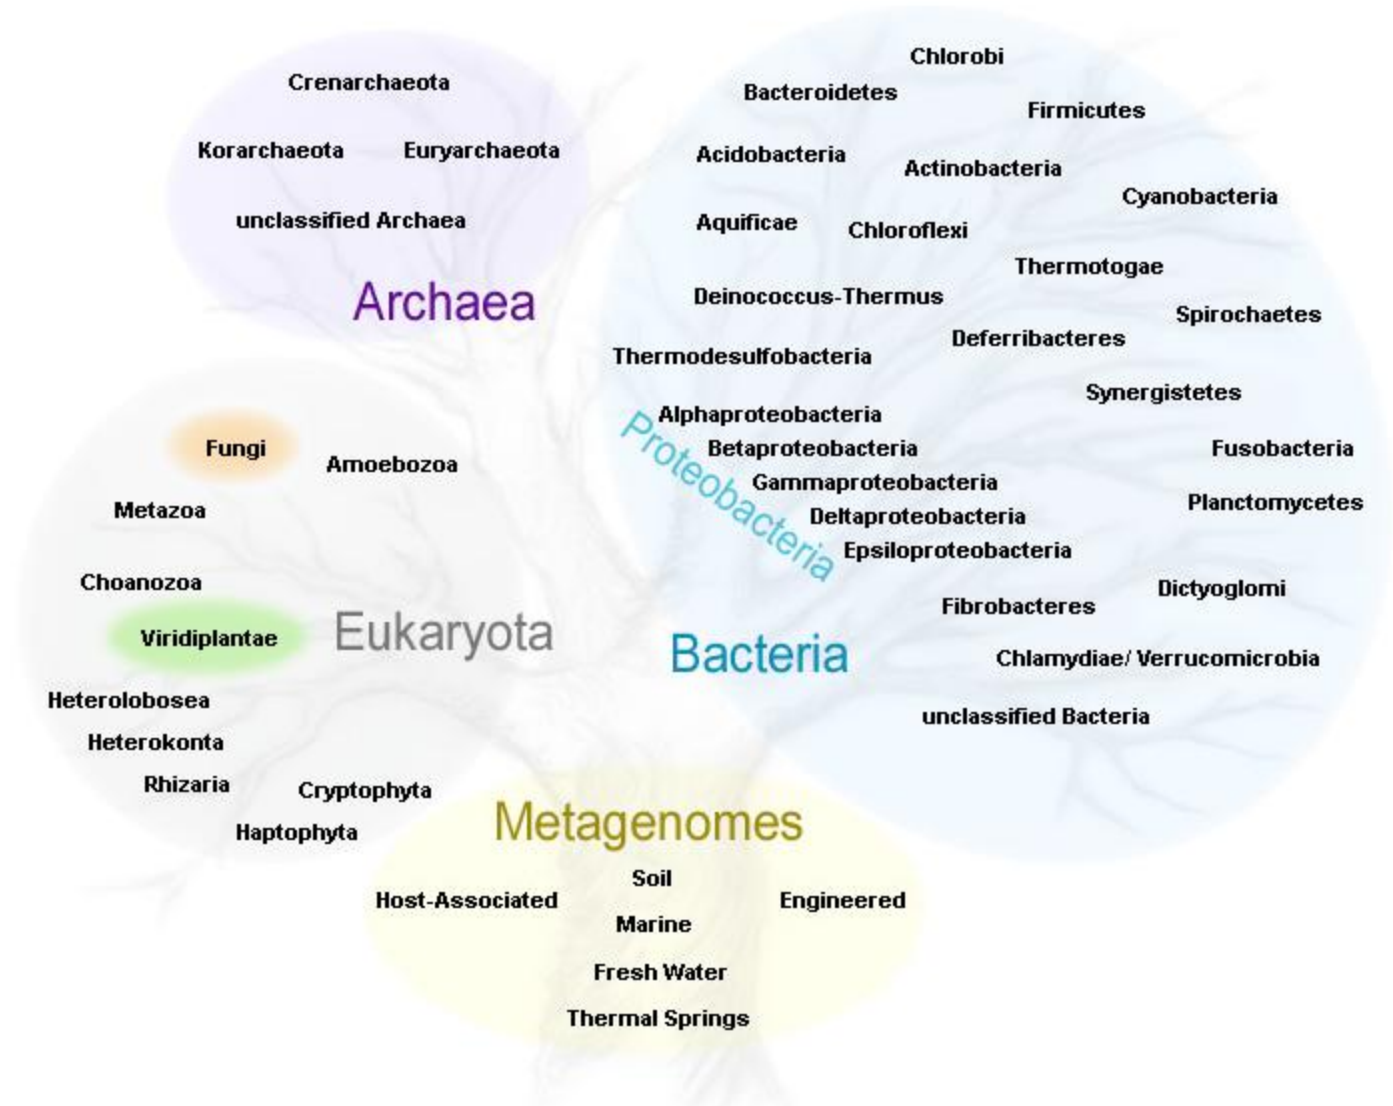 Crenarchaeota
Korarchaeota
Euryarchaeota
unclassified Archaea
Archaea
Chlorobi
Bacteroidetes
Firmicutes
Acidobacteria
Actinobacteria
Cyanobacteria
Aquificae
Chloroflexi
Thermotogae
Deinococcus-Thermus
Spirochaetes
Deferribacteres
Thermodesulfobacteria
Synergistetes
Alphaproteobacteria
Betaproteobacteria
Gammaproteobacteria
Deltaproteobacteria
Epsiloproteobacteria
Proteobacteria
Fusobacteria
Planctomycetes
Dictyoglomi
Fibrobacteres
Bacteria
Chlamydiae/ Verrucomicrobia
unclassified Bacteria
Fungi
Amoebozoa
Metazoa
Choanozoa
Viridiplantae
Eukaryota
Heterolobosea
Heterokonta
Rhizaria
Cryptophyta
Haptophyta
Metagenomes
Host-Associated
Soil
Engineered
Marine
Fresh Water
Thermal Springs